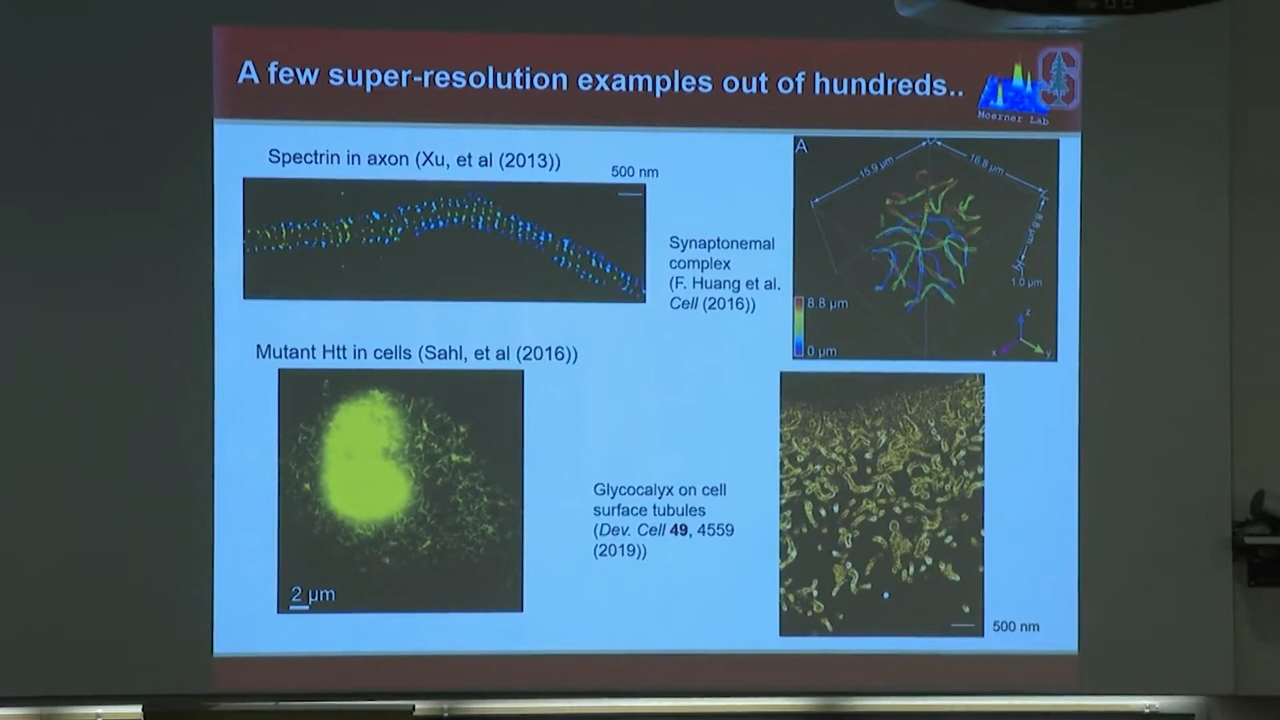 A few super-resolution examples out of hundreds..
Moerner Lab
Spectrin in axon (Xu, et al (2013))
500 nm
A
15.9 μm
16.8 μm
8.8 μm
1.0 μm
8.8 μm
0 μm
z
x
y
Synaptonemal
complex
(F. Huang et al.
Cell (2016))
Mutant Htt in cells (Sahl, et al (2016))
2 μm
Glycocalyx on cell
surface tubules
(Dev. Cell 49, 4559
(2019))
500 nm